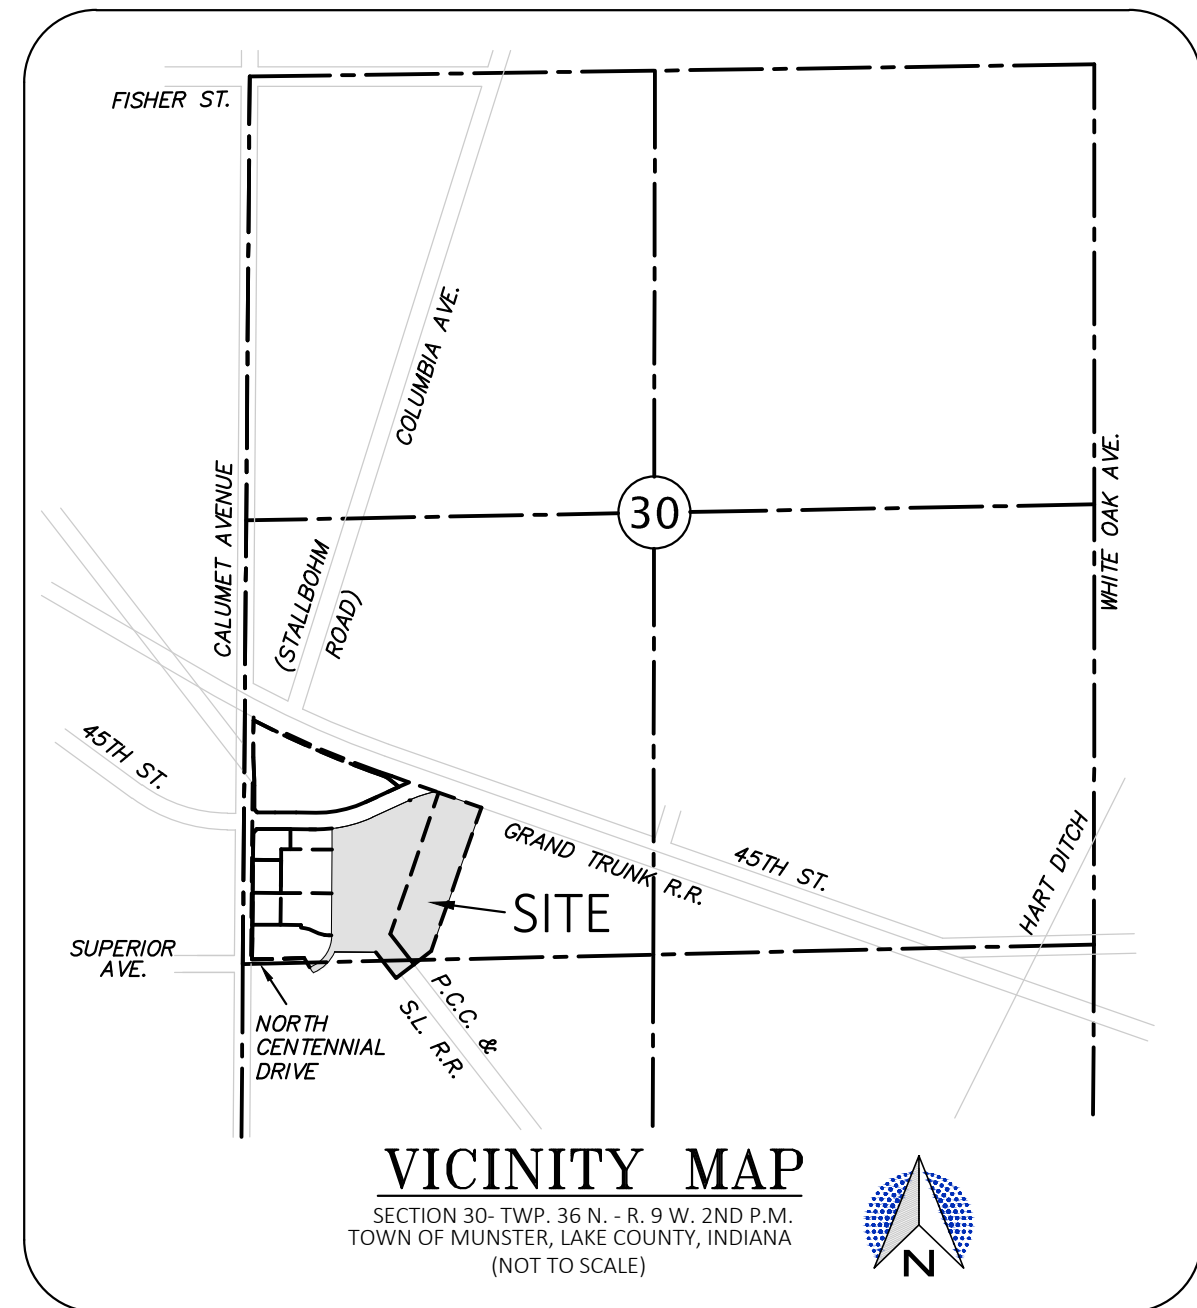 FISHER ST.
COLUMBIA AVE.
CALUMET AVENUE
(STALLBOHM
ROAD)
30
WHITE OAK AVE.
45TH ST.
GRAND TRUNK R.R.
45TH ST.
HART DITCH
SITE
SUPERIOR
AVE.
NORTH
CENTENNIAL
DRIVE
P.C.C. &
S.L. R.R.
VICINITY MAP
SECTION 30- TWP. 36 N. - R. 9 W. 2ND P.M.
TOWN OF MUNSTER, LAKE COUNTY, INDIANA
(NOT TO SCALE)
N